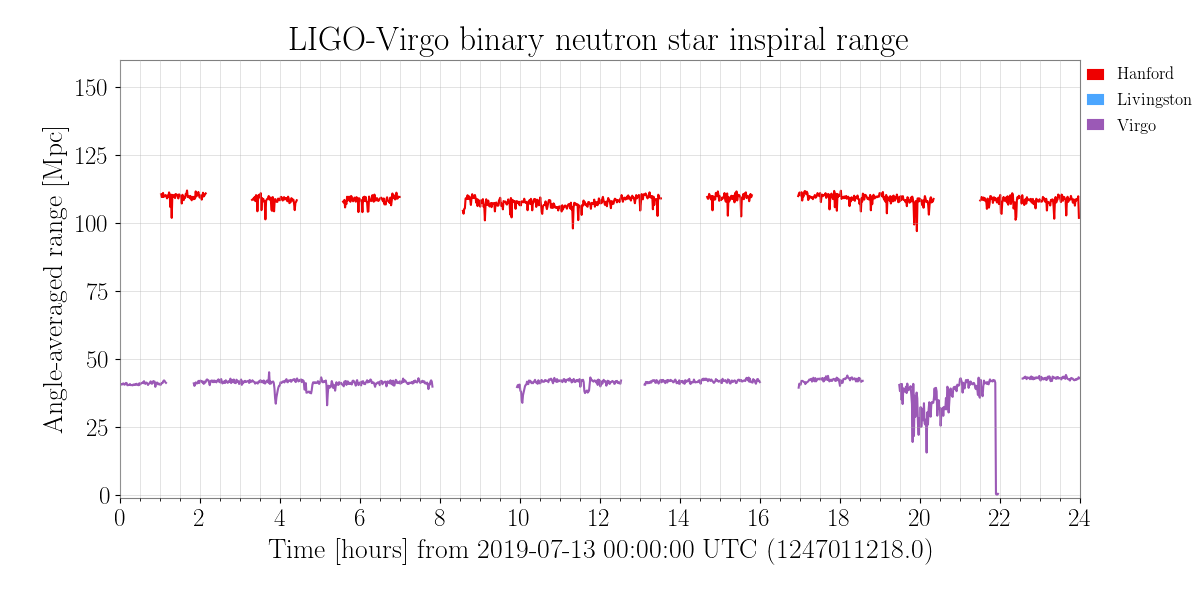 LIGO-Virgo binary neutron star inspiral range
Hanford
Livingston
Virgo
Angle-averaged range [Mpc]
150
125
100
75
50
25
0
0 2 4 6 8 10 12 14 16 18 20 22 24
Time [hours] from 2019-07-13 00:00:00 UTC (1247011218.0)